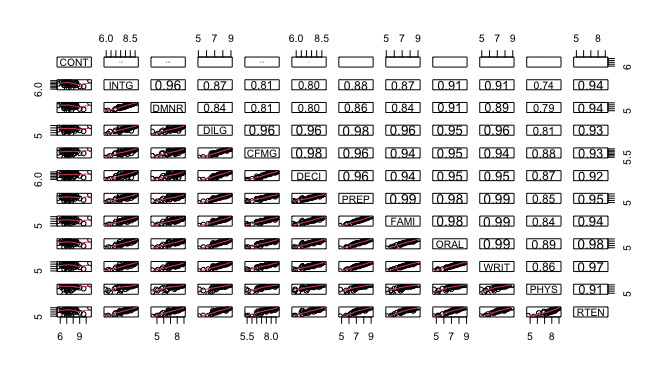 6.0 8.5 5 7 9 6.0 8.5 5 7 9 5 7 9 5 8
CONT 6
6.0 INTG 0.96 0.87 0.81 0.80 0.88 0.87 0.91 0.91 0.74 0.94
DMNR 0.84 0.81 0.80 0.86 0.84 0.91 0.89 0.79 0.94 5
5 DILG 0.96 0.96 0.98 0.96 0.95 0.96 0.81 0.93
CFMG 0.98 0.96 0.94 0.95 0.94 0.88 0.93 5.5
6.0 DECI 0.96 0.94 0.95 0.95 0.87 0.92
PREP 0.99 0.98 0.99 0.85 0.95 5
5 FAMI 0.98 0.99 0.84 0.94
ORAL 0.99 0.89 0.98 5
5 WRIT 0.86 0.97
PHYS 0.91 5
5 RTEN
6 9 5 8 5.5 8.0 5 7 9 5 7 9 5 8